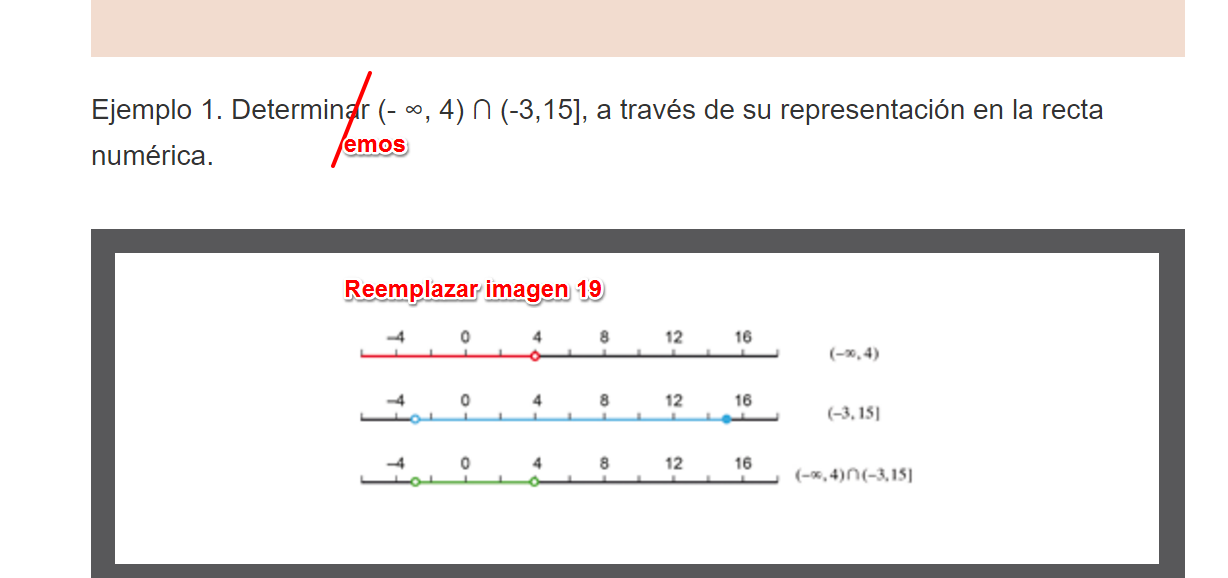 Ejemplo 1. Determinar (- ∞, 4) ∩ (-3,15], a través de su representación en la recta
emos
numérica.
Reemplazar imagen 19
–4 0 4 8 12 16
(–∞, 4)
–4 0 4 8 12 16
(–3, 15]
–4 0 4 8 12 16
(–∞, 4)∩(–3,15]